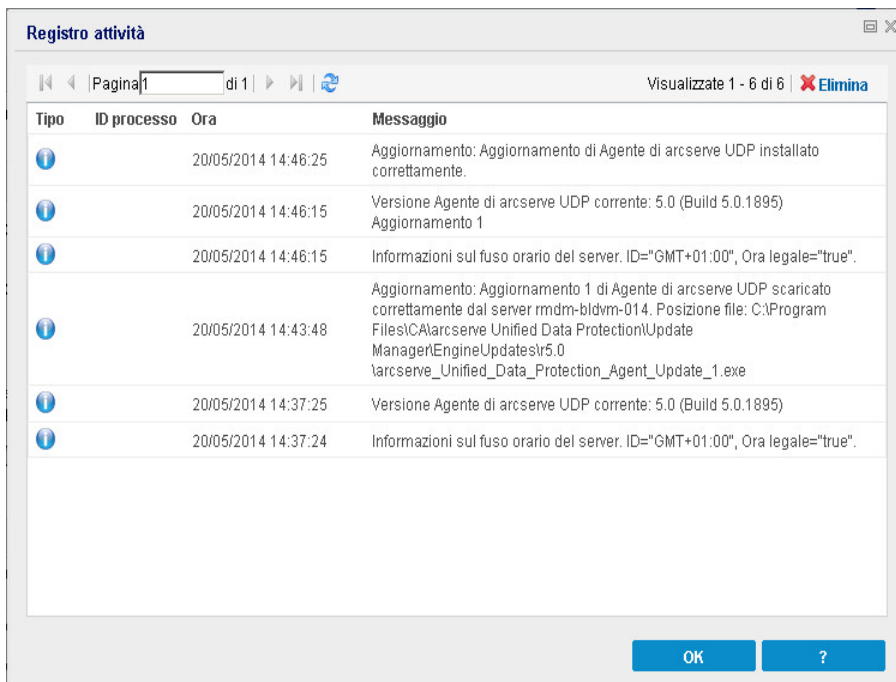 Registro attività
Pagina 1 di 1
Visualizzate 1 - 6 di 6
Elimina
Tipo ID processo Ora Messaggio
20/05/2014 14:46:25
Aggiornamento: Aggiornamento di Agente di arcserve UDP installato
correttamente.
20/05/2014 14:46:15
Versione Agente di arcserve UDP corrente: 5.0 (Build 5.0.1895)
Aggiornamento 1
20/05/2014 14:46:15
Informazioni sul fuso orario del server. ID="GMT+01:00", Ora legale="true".
20/05/2014 14:43:48
Aggiornamento: Aggiornamento 1 di Agente di arcserve UDP scaricato
correttamente dal server rmdm-bldvm-014. Posizione file: C:\Program
Files\CA\arcserve Unified Data Protection\Update
Manager\EngineUpdates\r5.0
\arcserve_Unified_Data_Protection_Agent_Update_1.exe
20/05/2014 14:37:25
Versione Agente di arcserve UDP corrente: 5.0 (Build 5.0.1895)
20/05/2014 14:37:24
Informazioni sul fuso orario del server. ID="GMT+01:00", Ora legale="true".
OK
?